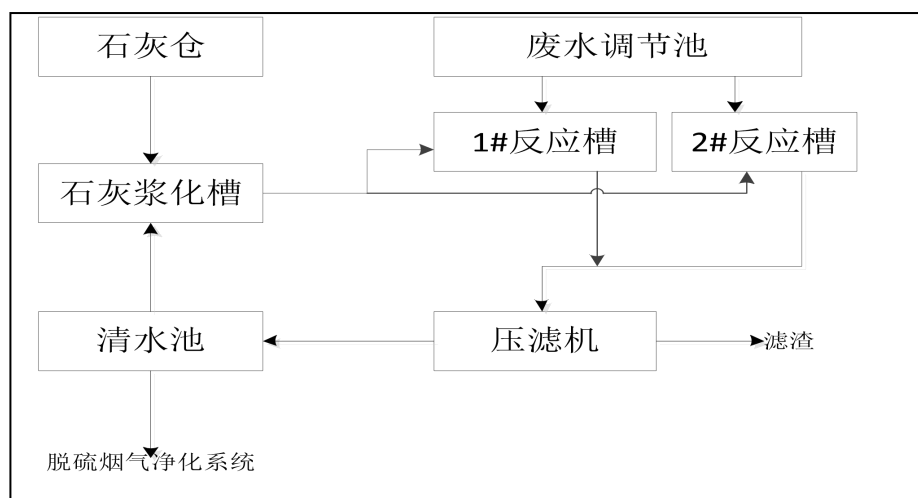 石灰仓
废水调节池
1#反应槽
2#反应槽
石灰浆化槽
清水池
压滤机
滤渣
脱硫烟气净化系统